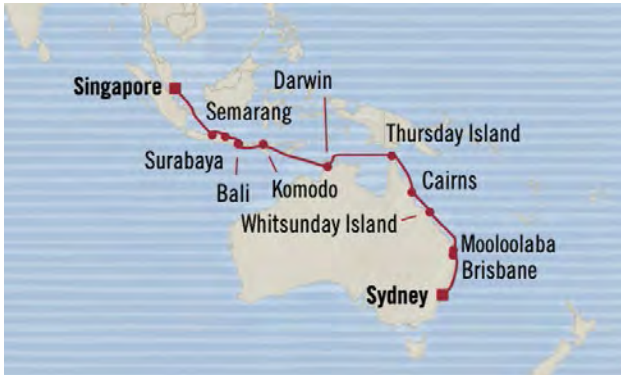 Darwin
Singapore
Semarang
Thursday Island
Surabaya
Bali
Komodo
Cairns
Whitsunday Island
Mooloolaba
Brisbane
Sydney